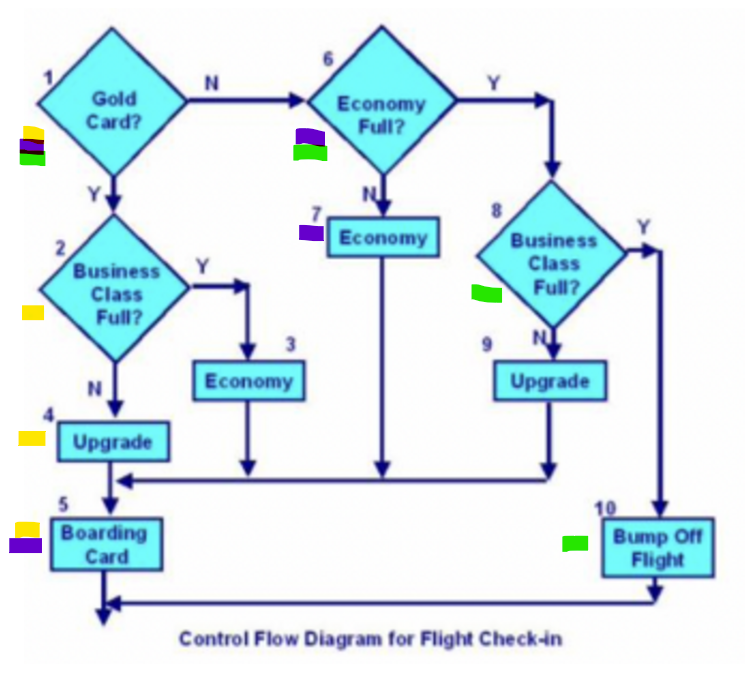 1
Gold
Card?
N
6
Economy
Full?
Y
Y
N
2
Business
Class
Full?
Y
7
Economy
8
Business
Class
Full?
Y
N
3
Economy
N
9
Upgrade
4
Upgrade
5
Boarding
Card
10
Bump Off
Flight
Control Flow Diagram for Flight Check-in